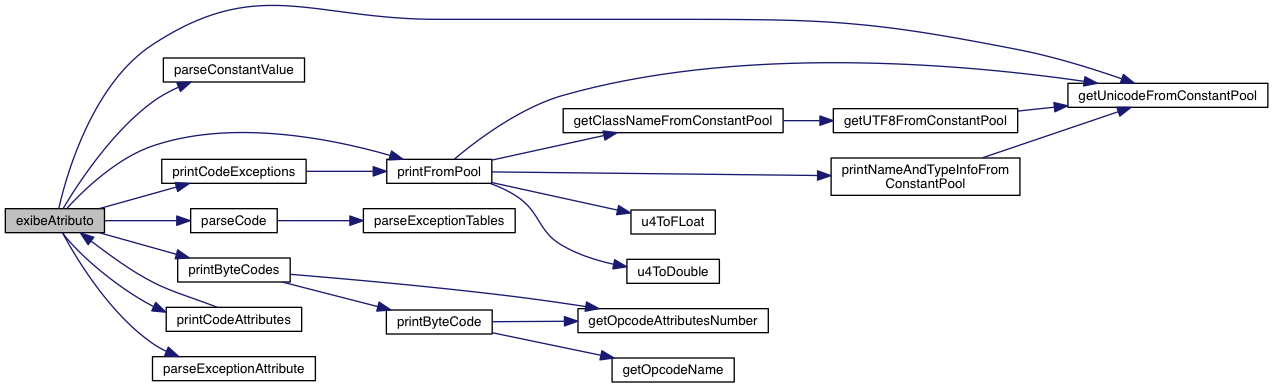 parseConstantValue
getUnicodeFromConstantPool
getClassNameFromConstantPool
getUTF8FromConstantPool
printCodeExceptions
printFromPool
printNameAndTypeInfoFrom
ConstantPool
exibeAtributo
parseCode
parseExceptionTables
u4ToFLoat
printByteCodes
u4ToDouble
printCodeAttributes
printByteCode
getOpcodeAttributesNumber
parseExceptionAttribute
getOpcodeName